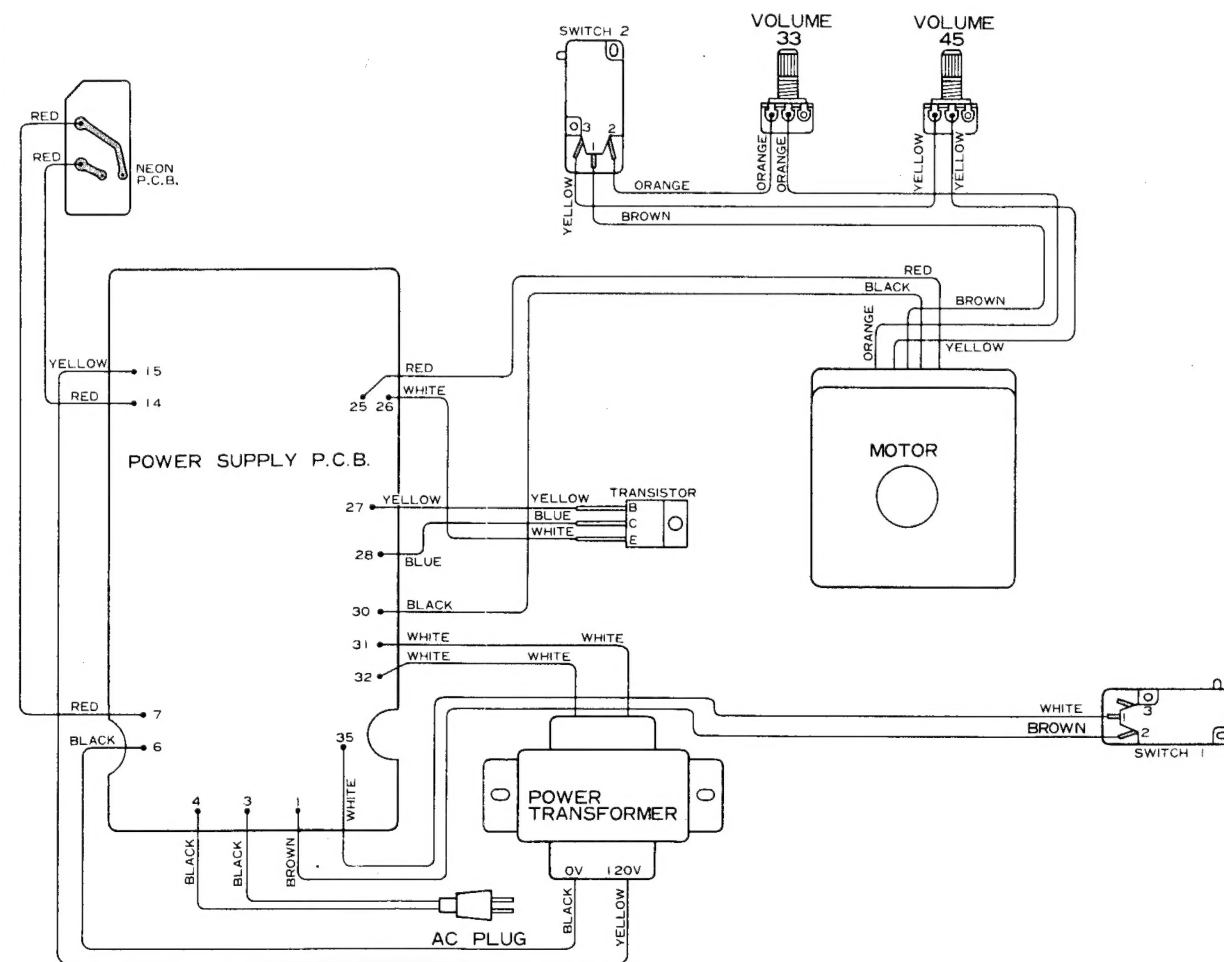 SWITCH 2
VOLUME
33
VOLUME
45
0
RED
RED
NEON
P.C.B.
3
2
1
YELLOW
ORANGE
BROWN
ORANGE
ORANGE
YELLOW
YELLOW
RED
BLACK
BROWN
ORANGE
YELLOW
MOTOR
YELLOW
15
RED
14
RED
25
26
WHITE
POWER SUPPLY P.C.B.
27
YELLOW
YELLOW
TRANSISTOR
B
BLUE
C
WHITE
E
28
BLUE
30
BLACK
31
WHITE
WHITE
32
WHITE
WHITE
RED
7
BLACK
6
35
WHITE
WHITE
BROWN
1
3
2
SWITCH 1
4
3
1
BLACK
BLACK
BROWN
POWER
TRANSFORMER
0V
120V
BLACK
YELLOW
AC PLUG